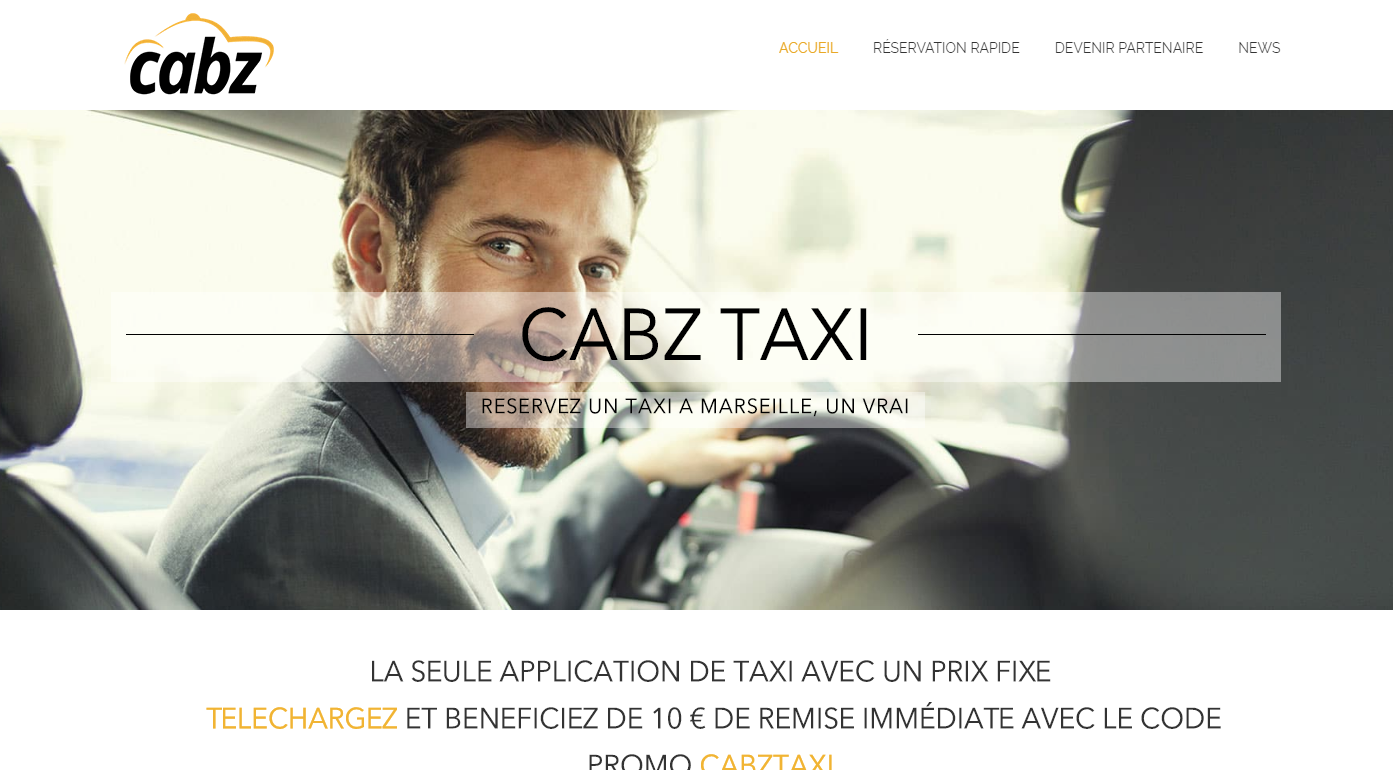 cabz
ACCUEIL RÉSERVATION RAPIDE DEVENIR PARTENAIRE NEWS
CABZ TAXI
RESERVEZ UN TAXI A MARSEILLE, UN VRAI
LA SEULE APPLICATION DE TAXI AVEC UN PRIX FIXE
TELECHARGEZ ET BENEFICIEZ DE 10 € DE REMISE IMMÉDIATE AVEC LE CODE
PROMO CABZTAXI